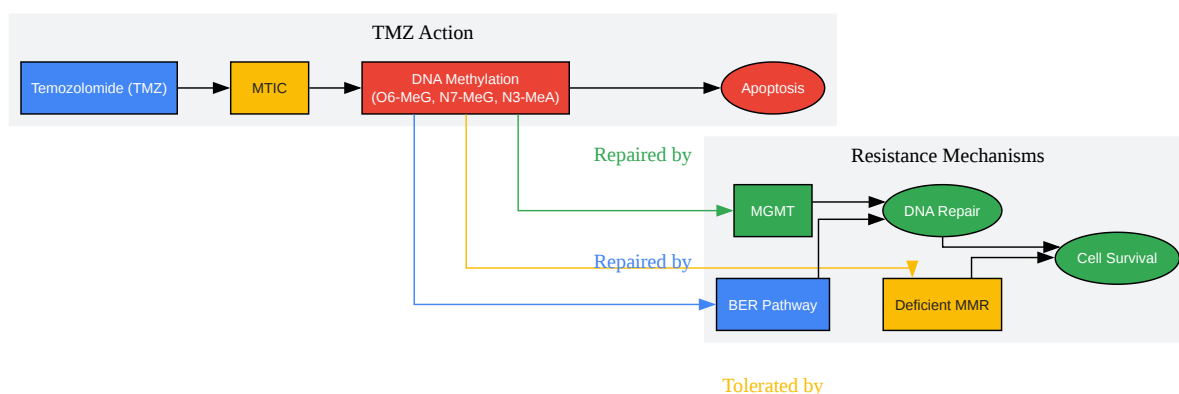 TMZ Action
Temozolomide (TMZ)
MTIC
DNA Methylation
(O6-MeG, N7-MeG, N3-MeA)
Apoptosis
Repaired by
Resistance Mechanisms
MGMT
DNA Repair
Repaired by
Cell Survival
BER Pathway
Deficient MMR
Tolerated by